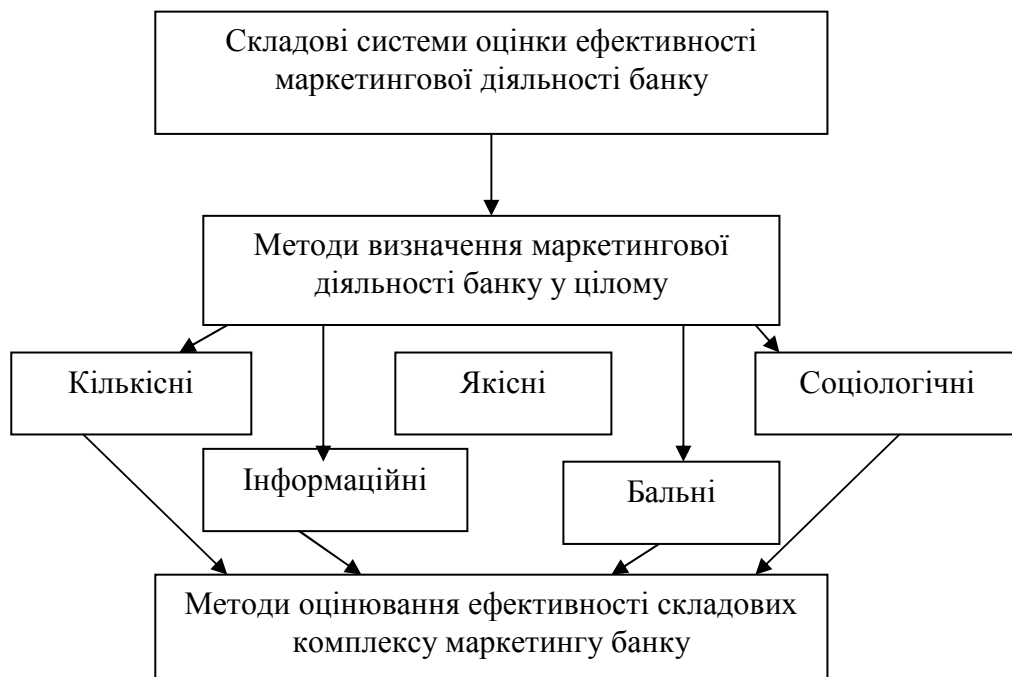 Складові системи оцінки ефективності
маркетингової діяльності банку
Методи визначення маркетингової
діяльності банку у цілому
Кількісні
Якісні
Соціологічні
Інформаційні
Бальні
Методи оцінювання ефективності складових
комплексу маркетингу банку